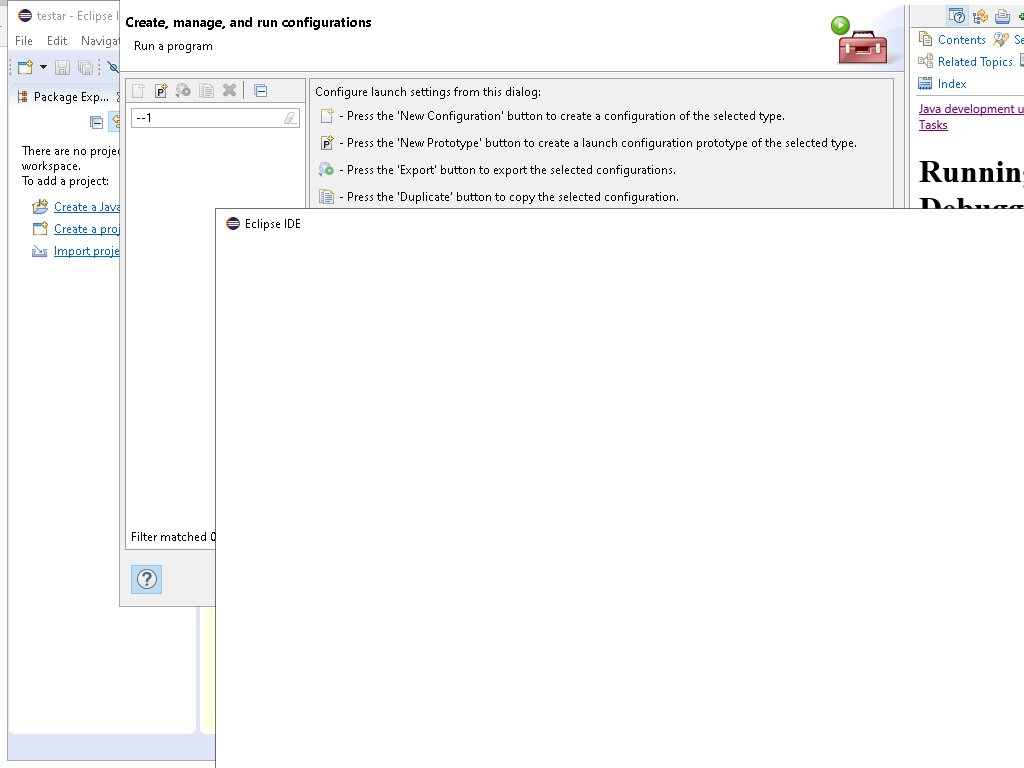 testar - Eclipse I
File Edit Navigat
Package Exp...
There are no projec
workspace.
To add a project:
Create a Java
Create a proj
Import proje
Create, manage, and run configurations
Run a program
--1
Filter matched 0
Configure launch settings from this dialog:
- Press the 'New Configuration' button to create a configuration of the selected type.
- Press the 'New Prototype' button to create a launch configuration prototype of the selected type.
- Press the 'Export' button to export the selected configurations.
- Press the 'Duplicate' button to copy the selected configuration.
Eclipse IDE
Contents Se
Related Topics
Index
Java development u
Tasks
Running
Debugg